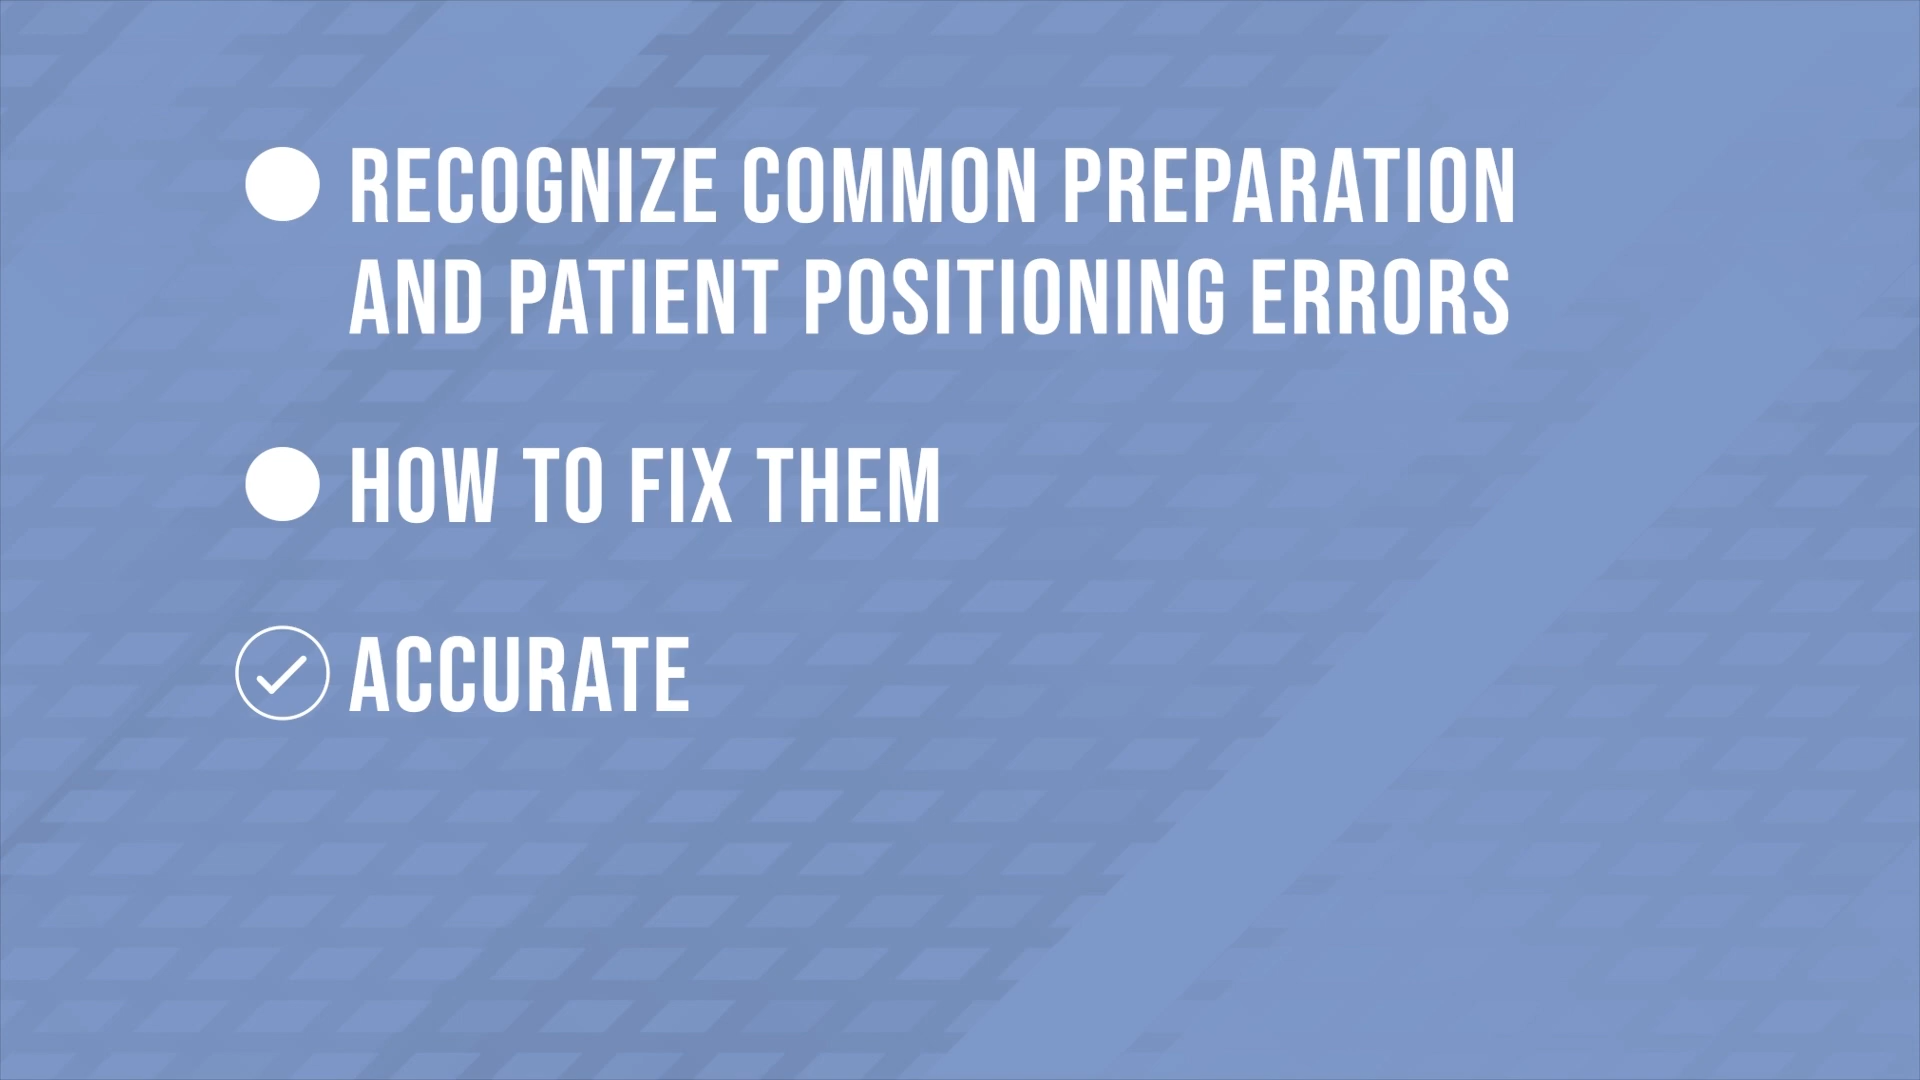 RECOGNIZE COMMON PREPARATION
AND PATIENT POSITIONING ERRORS
HOW TO FIX THEM
ACCURATE